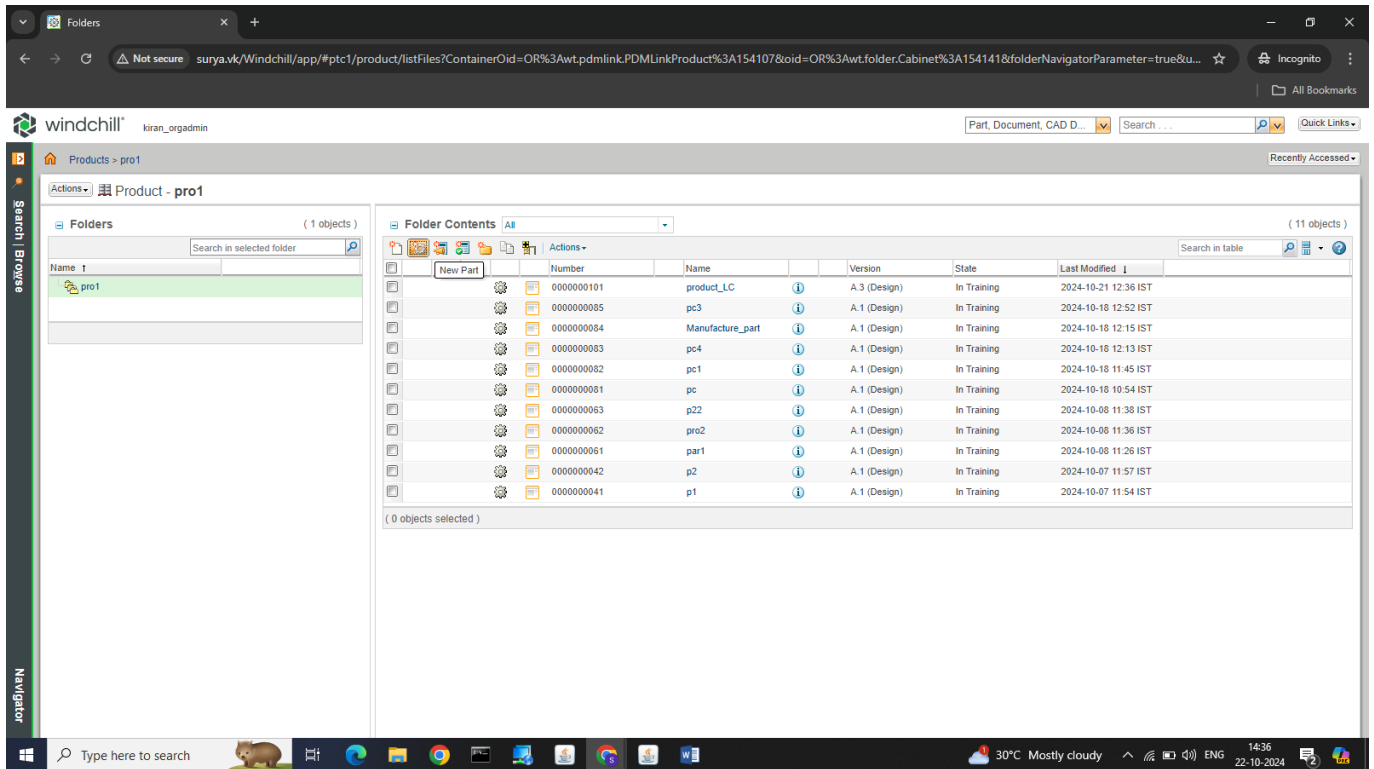 Folders
Not secure surya.vk/Windchill/app/#ptc1/product/listFiles?ContainerOid=OR%3Awt.pdmlink.PDMLinkProduct%3A154107&oid=OR%3Awt.folder.Cabinet%3A154141&folderNavigatorParameter=true&u... Incognito
All Bookmarks
windchill® kiran_orgadmin Part, Document, CAD D... Search . . . Quick Links
Products > pro1 Recently Accessed
Actions Product - pro1
Search | Browse
Navigator
Folders ( 1 objects )
Search in selected folder
Name
pro1
Folder Contents All ( 11 objects )
Actions Search in table
New Part
Number Name Version State Last Modified
0000000101 product_LC A.3 (Design) In Training 2024-10-21 12:36 IST
0000000085 pc3 A.1 (Design) In Training 2024-10-18 12:52 IST
0000000084 Manufacture_part A.1 (Design) In Training 2024-10-18 12:15 IST
0000000083 pc4 A.1 (Design) In Training 2024-10-18 12:13 IST
0000000082 pc1 A.1 (Design) In Training 2024-10-18 11:45 IST
0000000081 pc A.1 (Design) In Training 2024-10-18 10:54 IST
0000000063 p22 A.1 (Design) In Training 2024-10-08 11:38 IST
0000000062 pro2 A.1 (Design) In Training 2024-10-08 11:36 IST
0000000061 par1 A.1 (Design) In Training 2024-10-08 11:26 IST
0000000042 p2 A.1 (Design) In Training 2024-10-07 11:57 IST
0000000041 p1 A.1 (Design) In Training 2024-10-07 11:54 IST
( 0 objects selected )
Type here to search 30°C Mostly cloudy ENG 14:36
22-10-2024